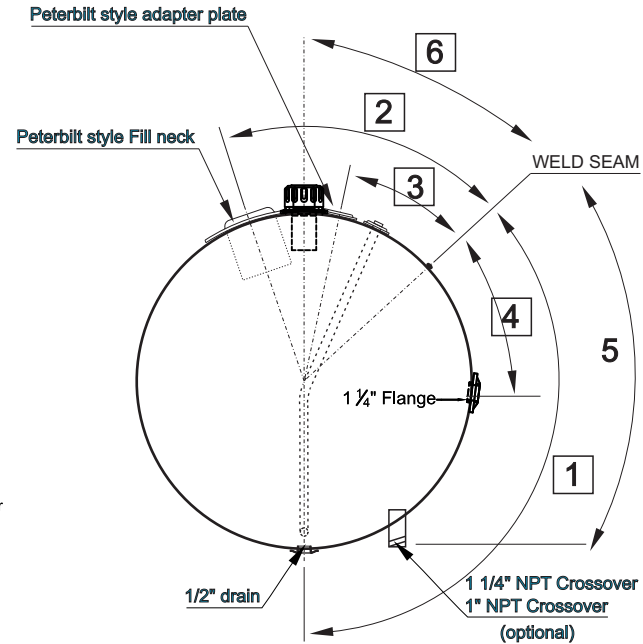 Peterbilt style adapter plate
6
2
Peterbilt style Fill neck
WELD SEAM
3
4
5
1 ¼" Flange
1
r
1/2" drain
1 1/4" NPT Crossover
1" NPT Crossover
(optional)